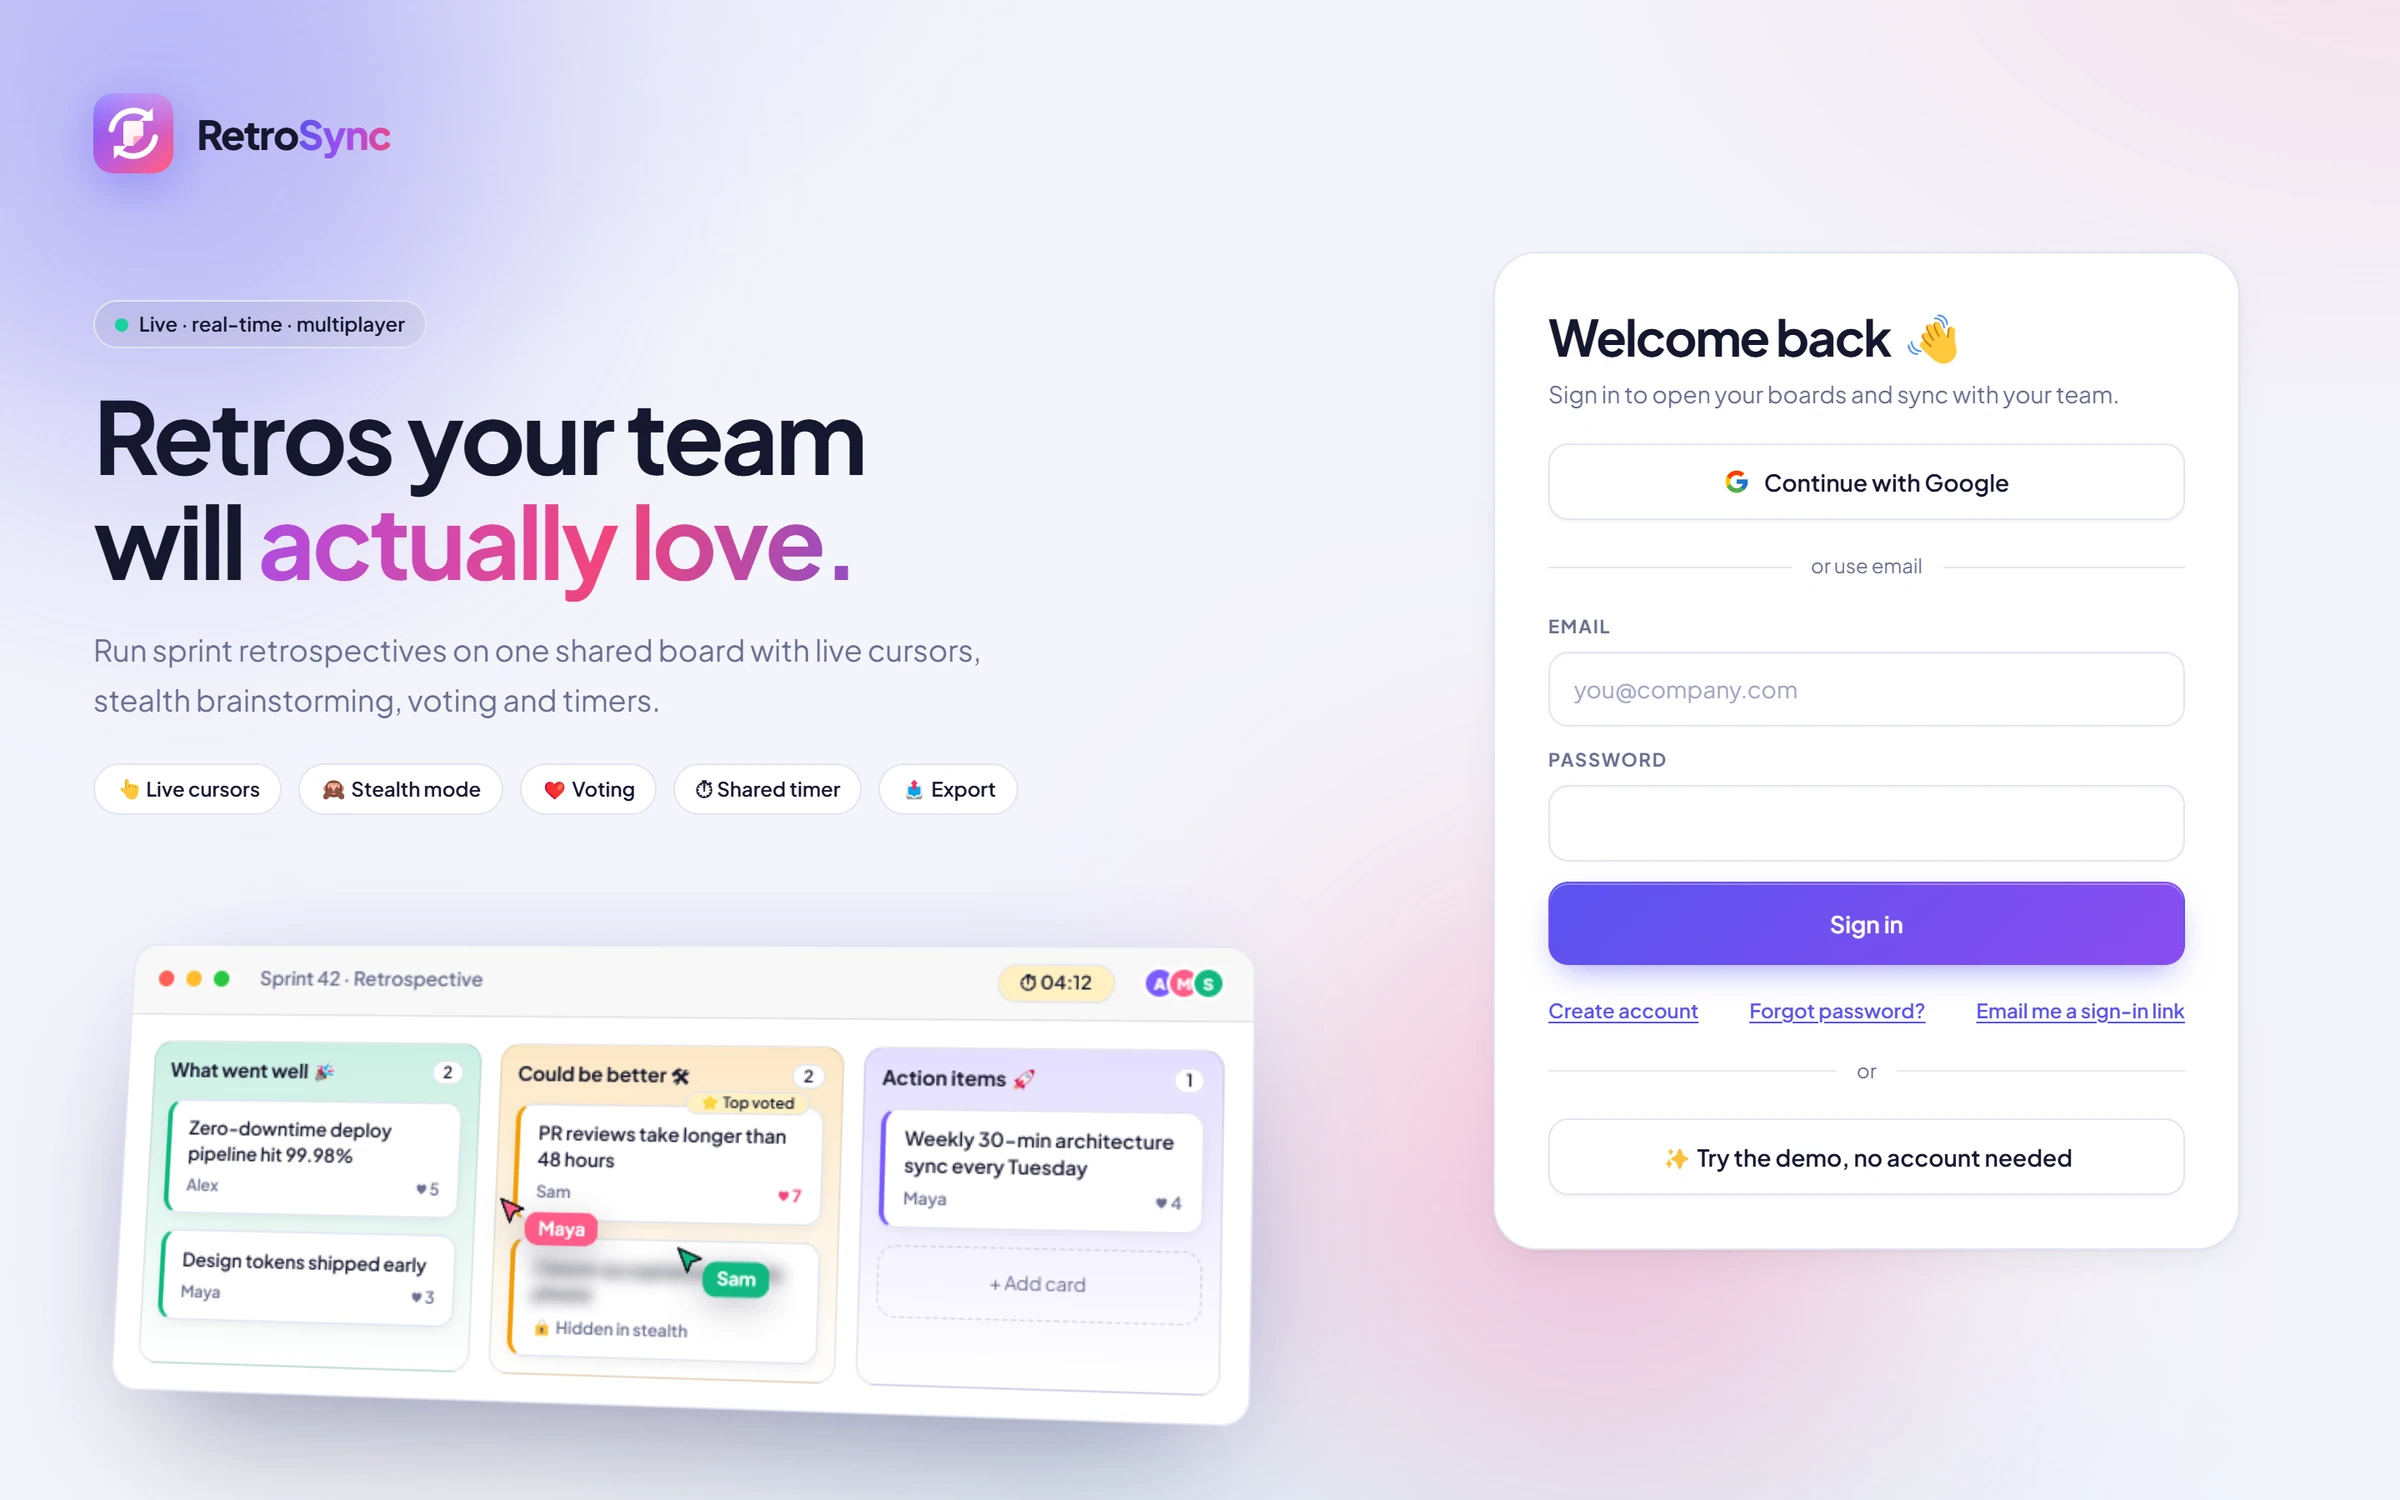 RetroSync
Live · real-time · multiplayer
Retros your team
will actually love.
Run sprint retrospectives on one shared board with live cursors,
stealth brainstorming, voting and timers.
👆 Live cursors
🙈 Stealth mode
❤️ Voting
⏱ Shared timer
📤 Export
Sprint 42 · Retrospective
⏱ 04:12
A M S
What went well 🎉 2
Zero-downtime deploy
pipeline hit 99.98%
Alex ♥ 5
Design tokens shipped early
Maya ♥ 3
Could be better 🛠 2
⭐ Top voted
PR reviews take longer than
48 hours
Sam ♥ 7
Maya
Sam
🔒 Hidden in stealth
Action items 🚀 1
Weekly 30-min architecture
sync every Tuesday
Maya ♥ 4
+ Add card
Welcome back 👋
Sign in to open your boards and sync with your team.
Continue with Google
or use email
EMAIL
you@company.com
PASSWORD
Sign in
Create account
Forgot password?
Email me a sign-in link
or
✨ Try the demo, no account needed